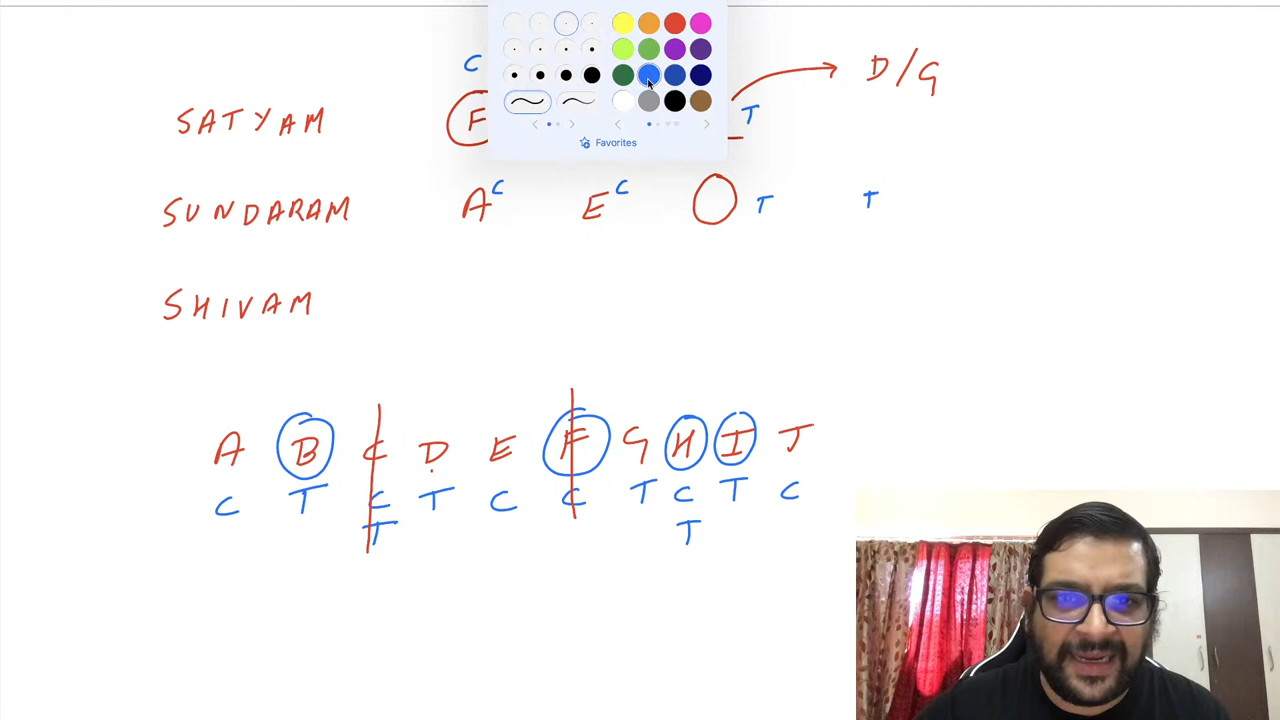 C
Favorites
SATYAM F T D/G
SUNDARAM A C E C O T T
SHIVAM
A B C D E F G H I J
C T C T C C T C T C
T T